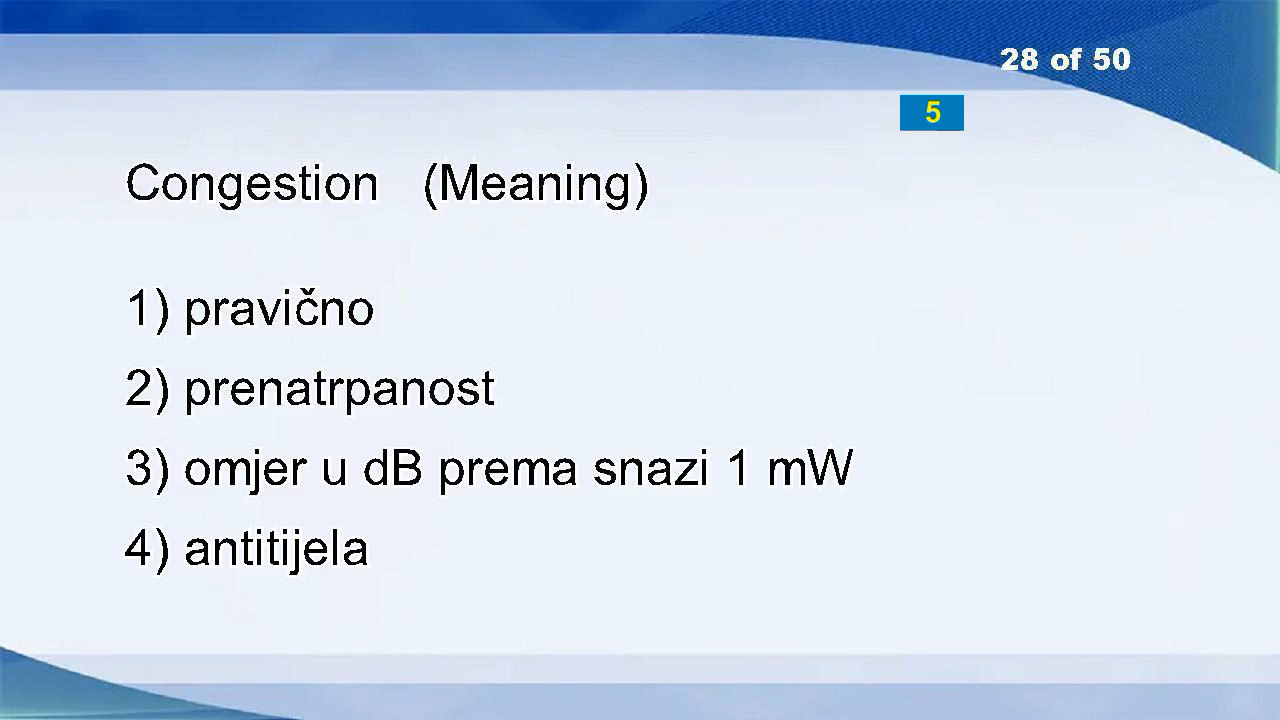 28 of 50
5
Congestion (Meaning)
1) pravično
2) prenatrpanost
3) omjer u dB prema snazi 1 mW
4) antitijela